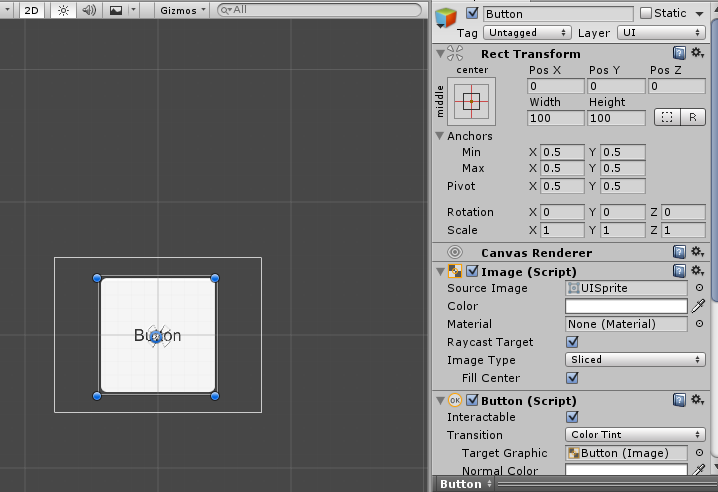 2D
Gizmos
All
Button
Static
Tag Untagged Layer UI
Rect Transform
center
middle
Pos X Pos Y Pos Z
0 0 0
Width Height
100 100
R
Anchors
Min X 0.5 Y 0.5
Max X 0.5 Y 0.5
Pivot X 0.5 Y 0.5
Rotation X 0 Y 0 Z 0
Scale X 1 Y 1 Z 1
Canvas Renderer
Image (Script)
Source Image UISprite
Color
Material None (Material)
Raycast Target
Image Type Sliced
Fill Center
OK Button (Script)
Interactable
Transition Color Tint
Target Graphic Button (Image)
Normal Color
Button
Button